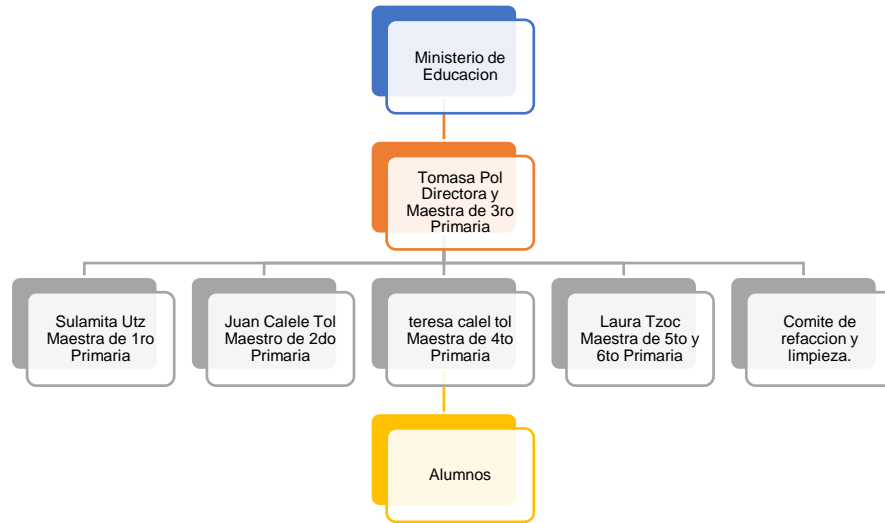 Ministerio de
Educacion
Tomasa Pol
Directora y
Maestra de 3ro
Primaria
Sulamita Utz
Maestra de 1ro
Primaria
Juan Calele Tol
Maestro de 2do
Primaria
teresa calel tol
Maestra de 4to
Primaria
Laura Tzoc
Maestra de 5to y
6to Primaria
Comite de
refaccion y
limpieza.
Alumnos